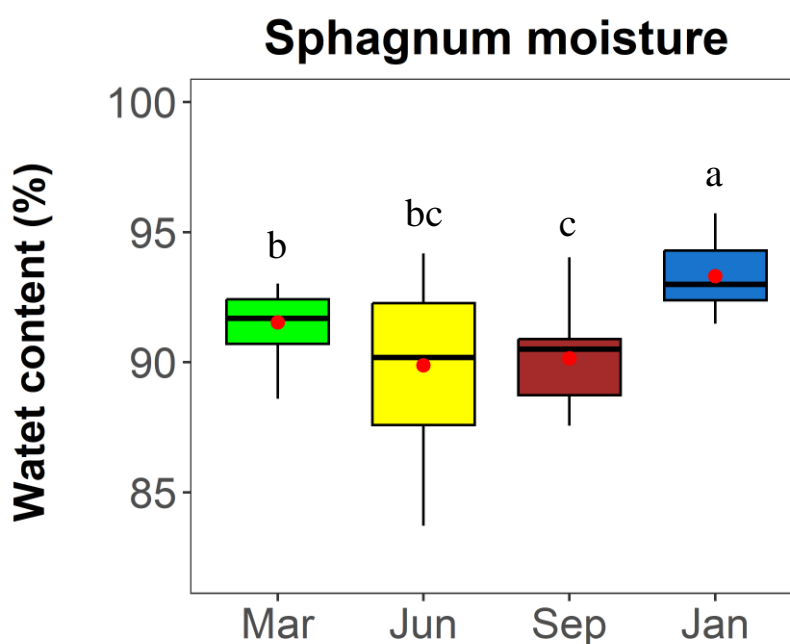 Sphagnum moisture
Watet content (%)
100
95
90
85
b
bc
c
a
Mar Jun Sep Jan